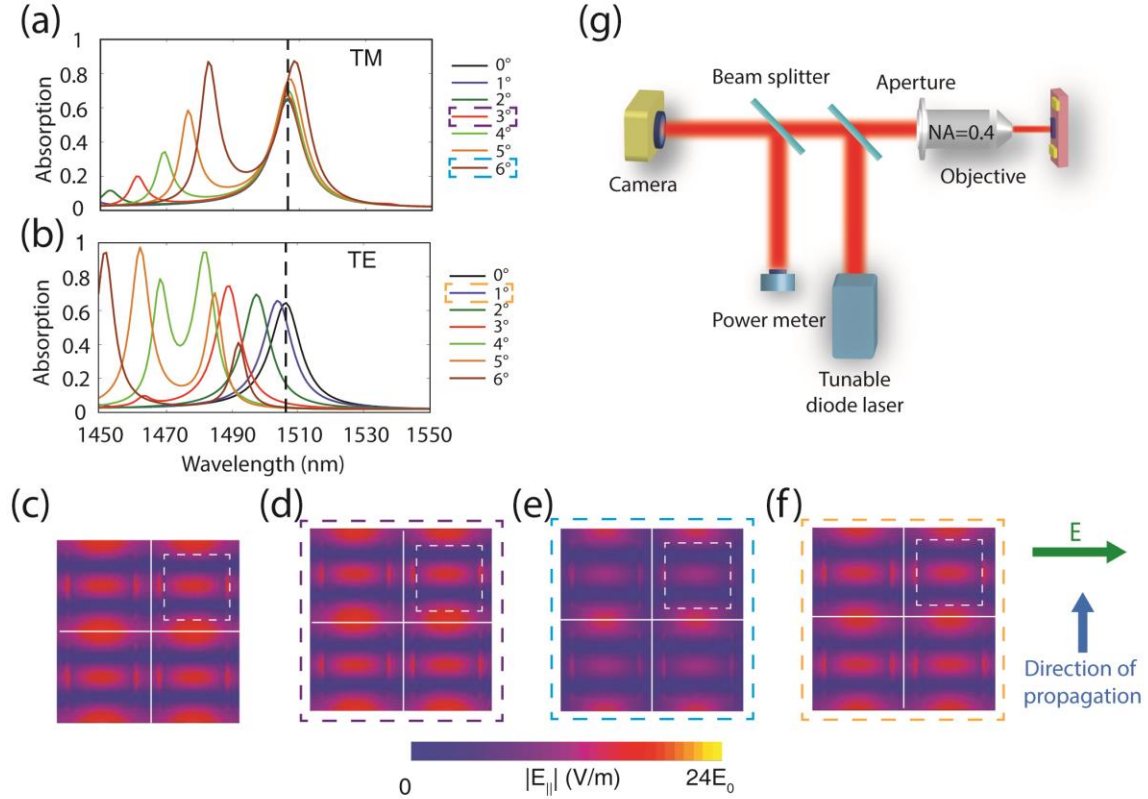 (a)
TM
Absorption
1
0.8
0.6
0.4
0.2
0
0°
1°
2°
3°
4°
5°
6°
(b)
TE
Absorption
1
0.8
0.6
0.4
0.2
0
1450
1470
1490
1510
1530
1550
Wavelength (nm)
0°
1°
2°
3°
4°
5°
6°
(g)
Beam splitter
Aperture
NA=0.4
Camera
Objective
Power meter
Tunable
diode laser
(c)
(d)
(e)
(f)
E
Direction of
propagation
0
|E||| (V/m)
24E0